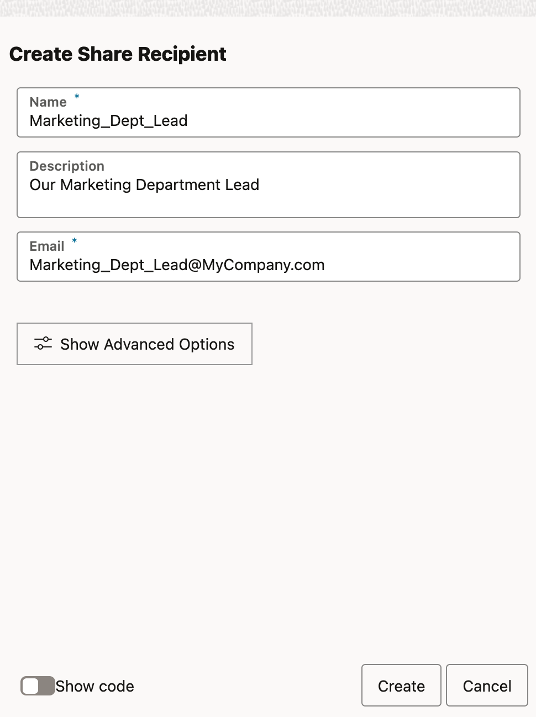 Create Share Recipient
Name *
Marketing_Dept_Lead
Description
Our Marketing Department Lead
Email *
Marketing_Dept_Lead@MyCompany.com
Show Advanced Options
Show code
Create
Cancel